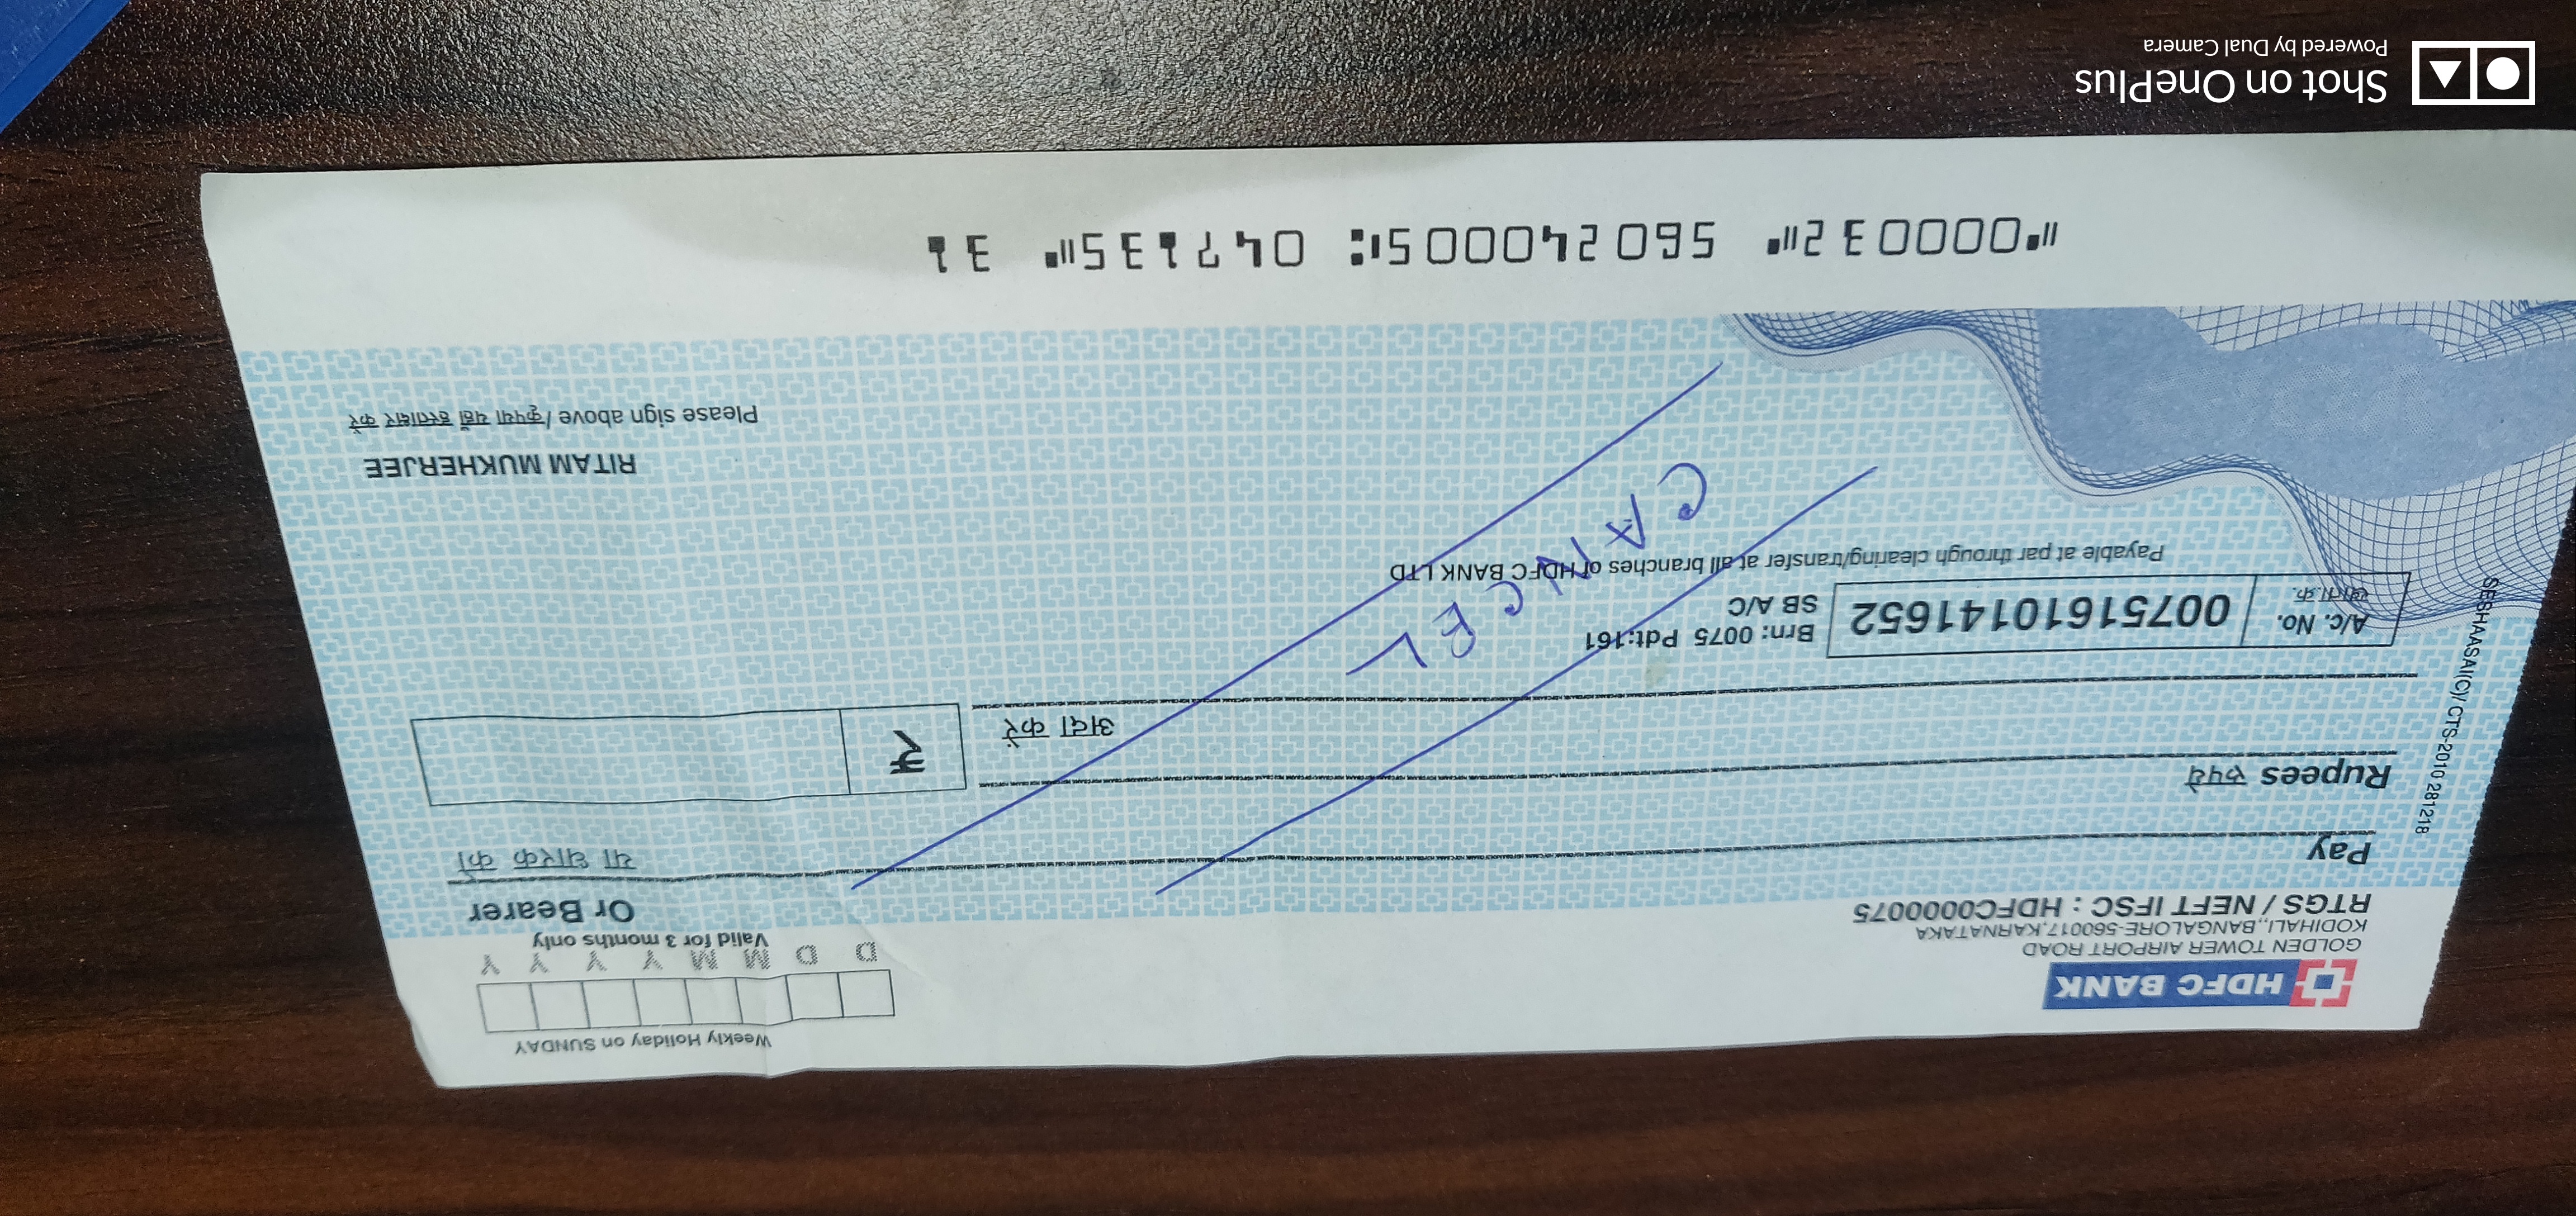 HDFC BANK
GOLDEN TOWER AIRPORT ROAD
KODIHALI,,BANGALORE-560017,KARNATAKA
RTGS / NEFT IFSC : HDFC0000075
Weekly Holiday on SUNDAY
D D M M Y Y Y Y
Valid for 3 months only
Pay
Or Bearer
या धारक को
Rupees रुपये
अदा करें
₹
A/c. No.
खाता.क्र.
00751610141652
Brn: 0075 Pdt:161
SB A/C
Payable at par through clearing/transfer at all branches of HDFC BANK LTD
CANCEL
SESHAASAI(C)/ CTS-2010 281218
RITAM MUKHERJEE
Please sign above /कृपया यहाँ हस्ताक्षर करें
⑈000032⑈ 560240005⑆ 047135⑈ 31
Shot on OnePlus
Powered by Dual Camera